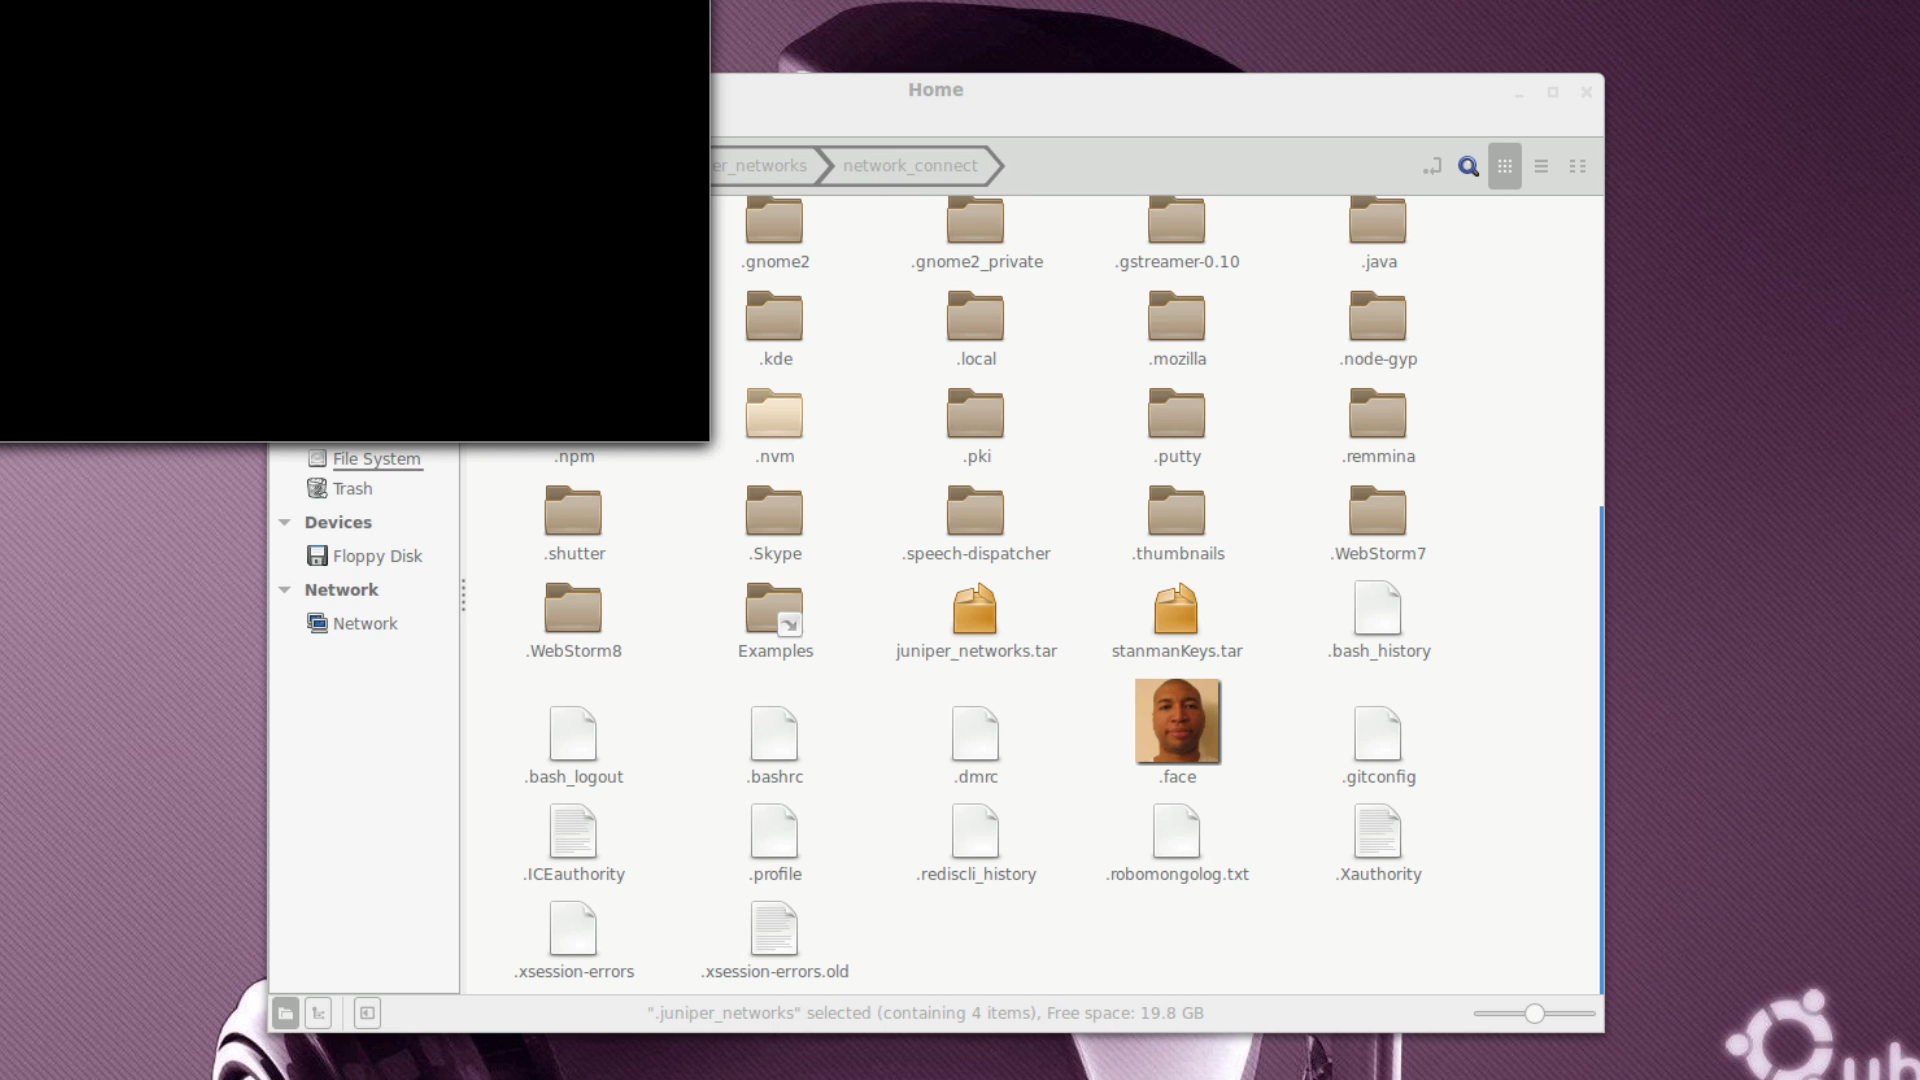 Home
er_networks network_connect
.gnome2 .gnome2_private .gstreamer-0.10 .java
.kde .local .mozilla .node-gyp
.npm .nvm .pki .putty .remmina
.shutter .Skype .speech-dispatcher .thumbnails .WebStorm7
.WebStorm8 Examples juniper_networks.tar stanmanKeys.tar .bash_history
.bash_logout .bashrc .dmrc .face .gitconfig
.ICEauthority .profile .rediscli_history .robomongolog.txt .Xauthority
.xsession-errors .xsession-errors.old
File System
Trash
Devices
Floppy Disk
Network
Network
".juniper_networks" selected (containing 4 items), Free space: 19.8 GB
ub